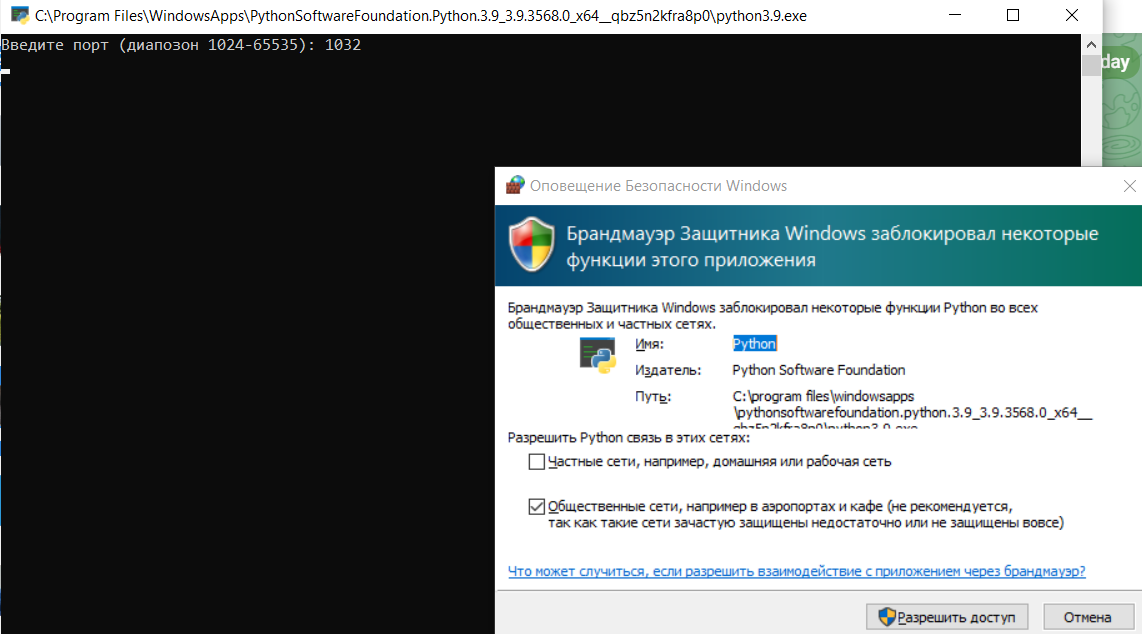 C:\Program Files\WindowsApps\PythonSoftwareFoundation.Python.3.9_3.9.3568.0_x64__qbz5n2kfra8p0\python3.9.exe
Введите порт (диапозон 1024-65535): 1032
day
Оповещение Безопасности Windows
Брандмауэр Защитника Windows заблокировал некоторые
функции этого приложения
Брандмауэр Защитника Windows заблокировал некоторые функции Python во всех
общественных и частных сетях.
Имя: Python
Издатель: Python Software Foundation
Путь: C:\program files\windowsapps
\pythonsoftwarefoundation.python.3.9_3.9.3568.0_x64__
qbz5n2kfra8p0\python3.9.exe
Разрешить Python связь в этих сетях:
Частные сети, например, домашняя или рабочая сеть
Общественные сети, например в аэропортах и кафе (не рекомендуется,
так как такие сети зачастую защищены недостаточно или не защищены вовсе)
Что может случиться, если разрешить взаимодействие с приложением через брандмауэр?
Разрешить доступ
Отмена